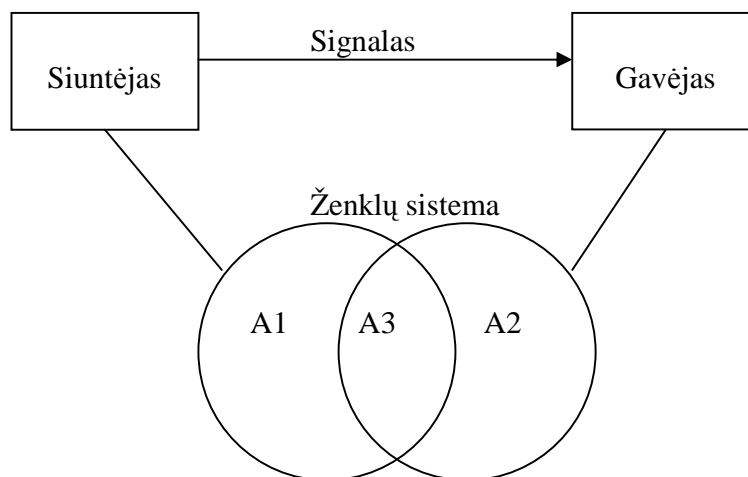 Signalas
Siuntėjas
Gavėjas
Ženklų sistema
A1
A3
A2